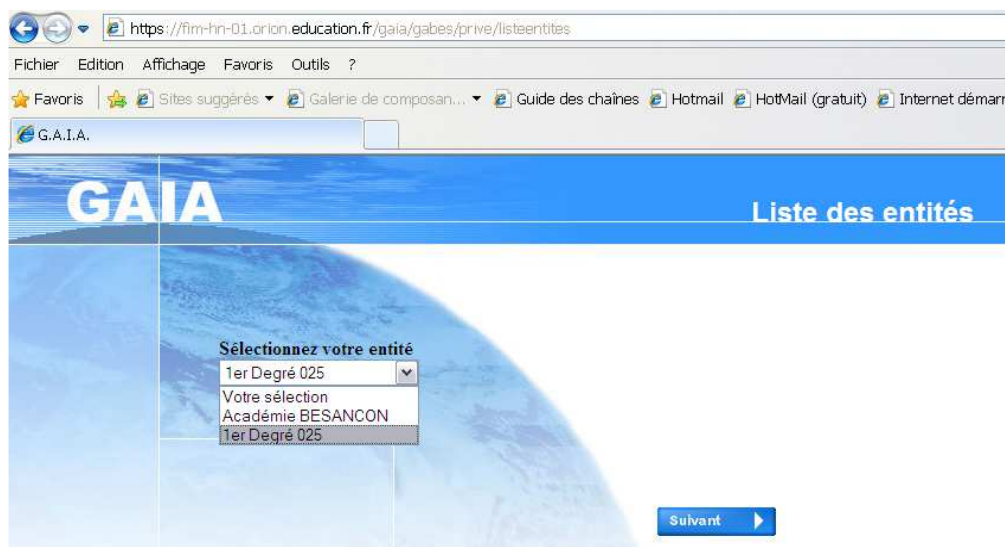 https://fim-hn-01.orion.education.fr/gaia/gabes/prive/listeentites
Fichier Edition Affichage Favoris Outils ?
Favoris Sites suggérés Galerie de composan... Guide des chaînes Hotmail HotMail (gratuit) Internet démarr
G.A.I.A.
GAIA
Liste des entités
Sélectionnez votre entité
1er Degré 025
Votre sélection
Académie BESANCON
1er Degré 025
Suivant